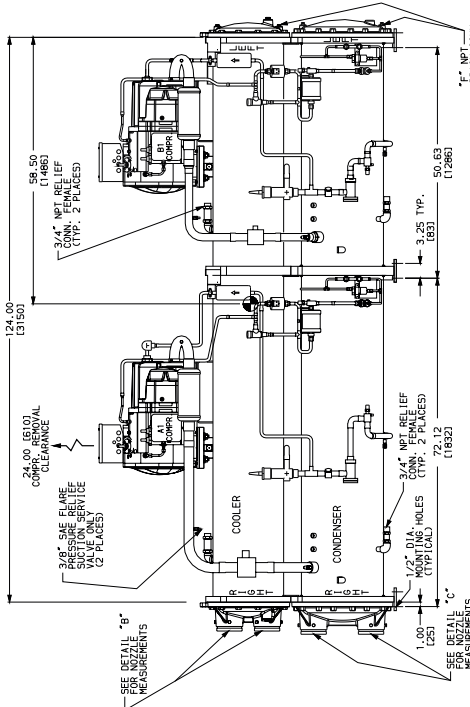 124.00
[3150]
58.50
[1486]
24.00 [610]
COMPR. REMOVAL
CLEARANCE
3/4" NPT RELIEF
CONN. FEMALE
(TYP. 2 PLACES)
3/8" SAE FLARE
PRESSURE RELIEF
SUCTION SERVICE
VALVE ONLY
(2 PLACES)
A1
COMPR
B1
COMPR
SEE DETAIL "B"
FOR NOZZLE
MEASUREMENTS
COOLER
CONDENSER
RIGHT
RIGHT
LEFT
LEFT
"F" NPT
SEE DETAIL "C"
FOR NOZZLE
MEASUREMENTS
1.00
[25]
1/2" DIA.
MOUNTING HOLES
(TYPICAL)
3/4" NPT RELIEF
CONN. FEMALE
(TYP. 2 PLACES)
72.12
[1832]
3.25 TYP.
[83]
50.63
[1286]